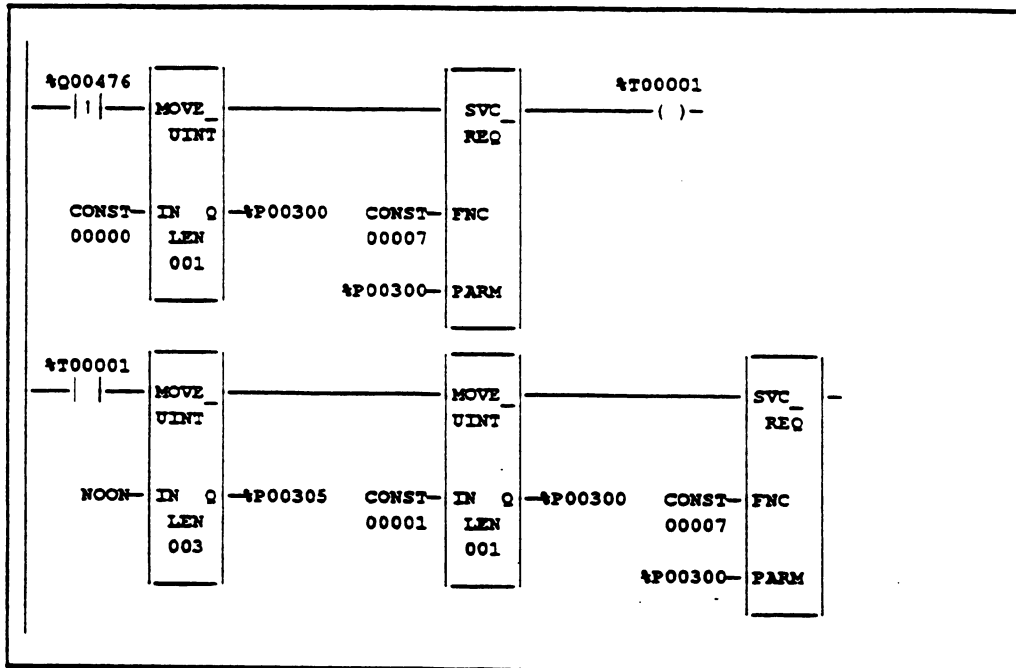 %Q00476 %T00001
↑ MOVE_ SVC_ ( )
UINT REQ
CONST IN Q %P00300 CONST FNC
00000 LEN 00007
001
%P00300 PARM
%T00001
MOVE_ MOVE_ SVC_
UINT UINT REQ
NOON IN Q %P00305 CONST IN Q %P00300 CONST FNC
LEN 00001 LEN 00007
003 001
%P00300 PARM